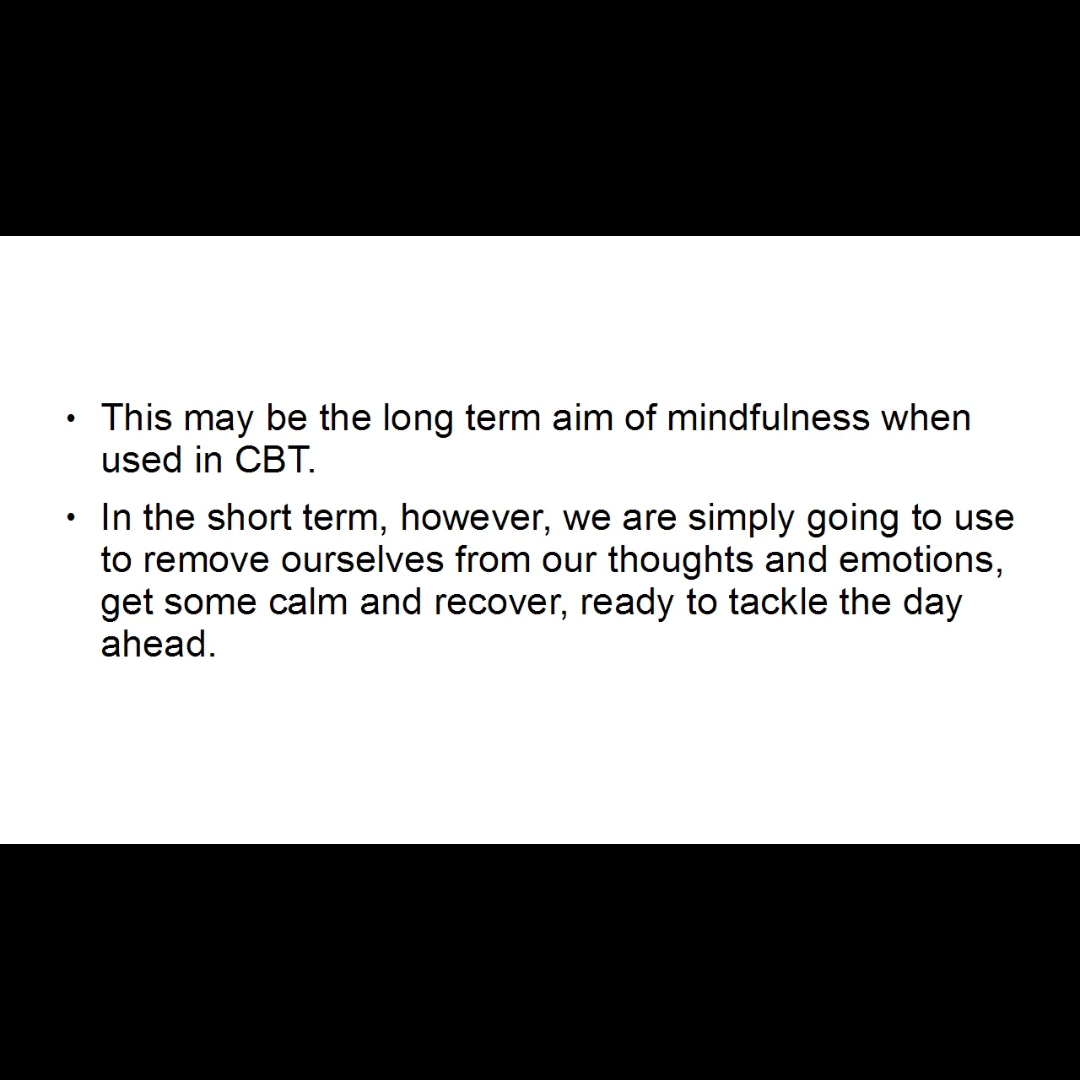 • This may be the long term aim of mindfulness when
used in CBT.
• In the short term, however, we are simply going to use
to remove ourselves from our thoughts and emotions,
get some calm and recover, ready to tackle the day
ahead.